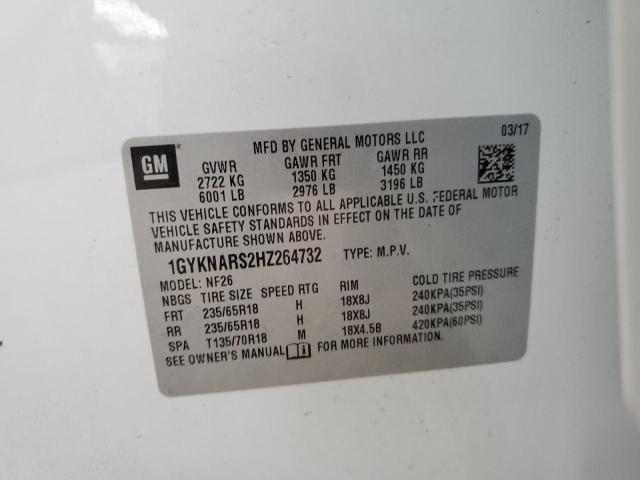 GM
MFD BY GENERAL MOTORS LLC 03/17
GVWR GAWR FRT GAWR RR
2722 KG 1350 KG 1450 KG
6001 LB 2976 LB 3196 LB
THIS VEHICLE CONFORMS TO ALL APPLICABLE U.S. FEDERAL MOTOR
VEHICLE SAFETY STANDARDS IN EFFECT ON THE DATE OF
MANUFACTURE SHOWN ABOVE.
1GYKNARS2HZ264732 TYPE: M.P.V.
MODEL: NF26
NBGS TIRE SIZE SPEED RTG RIM COLD TIRE PRESSURE
FRT 235/65R18 H 18X8J 240KPA(35PSI)
RR 235/65R18 H 18X8J 240KPA(35PSI)
SPA T135/70R18 M 18X4.5B 420KPA(60PSI)
SEE OWNER'S MANUAL FOR MORE INFORMATION.